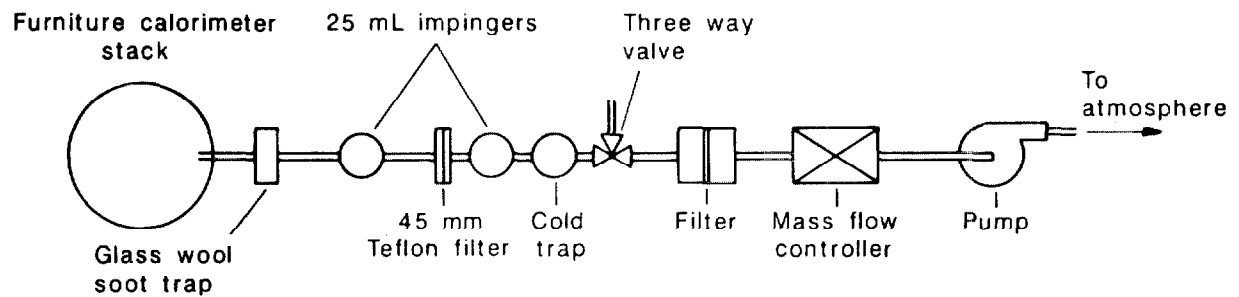 Furniture calorimeter
stack
25 mL impingers
Three way
valve
To
atmosphere
Glass wool
soot trap
45 mm
Teflon filter
Cold
trap
Filter
Mass flow
controller
Pump